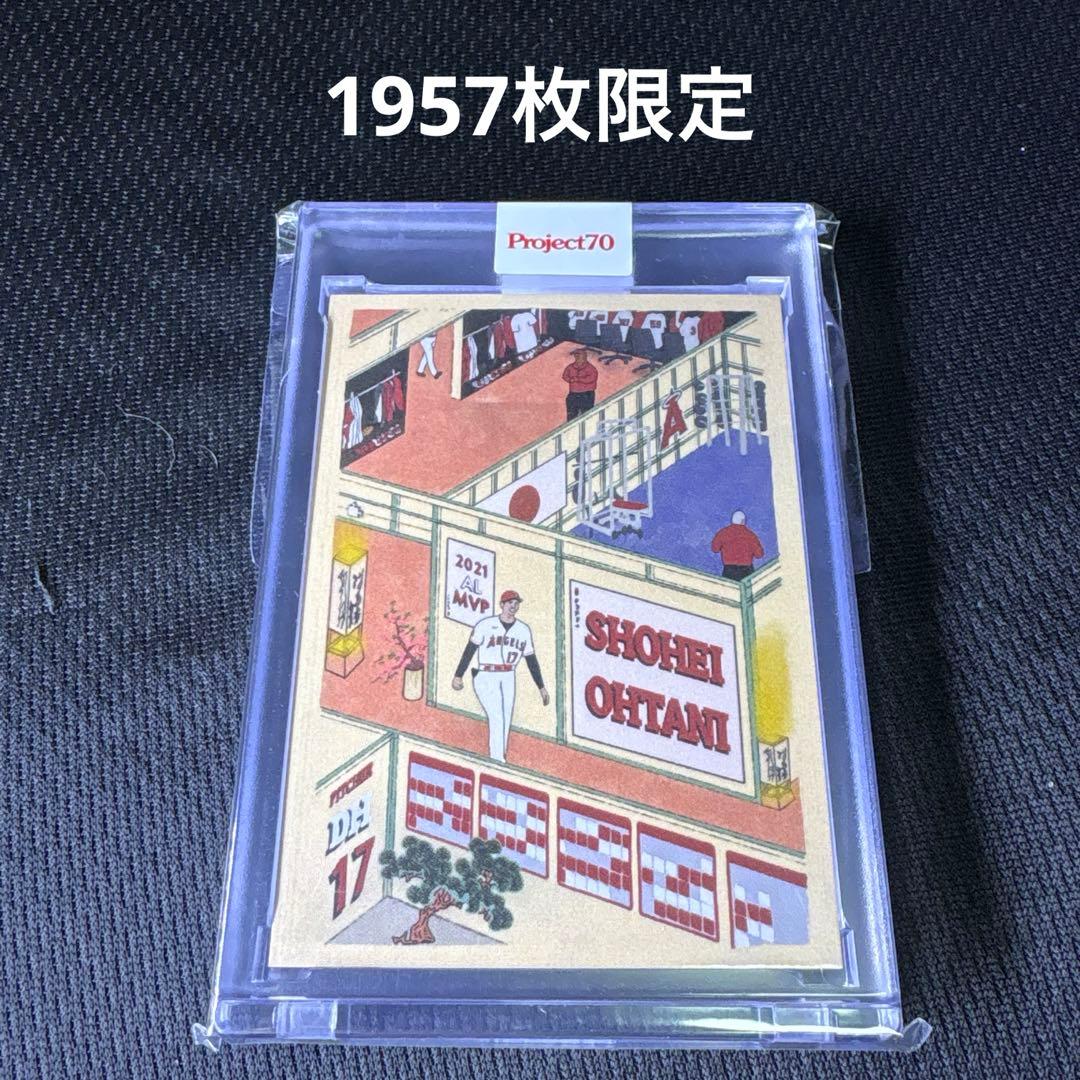 1957枚限定
Project70
A
2021
AL
MVP
ANGELS
17
SHOHEI
OHTANI
PITCHER
DH
17